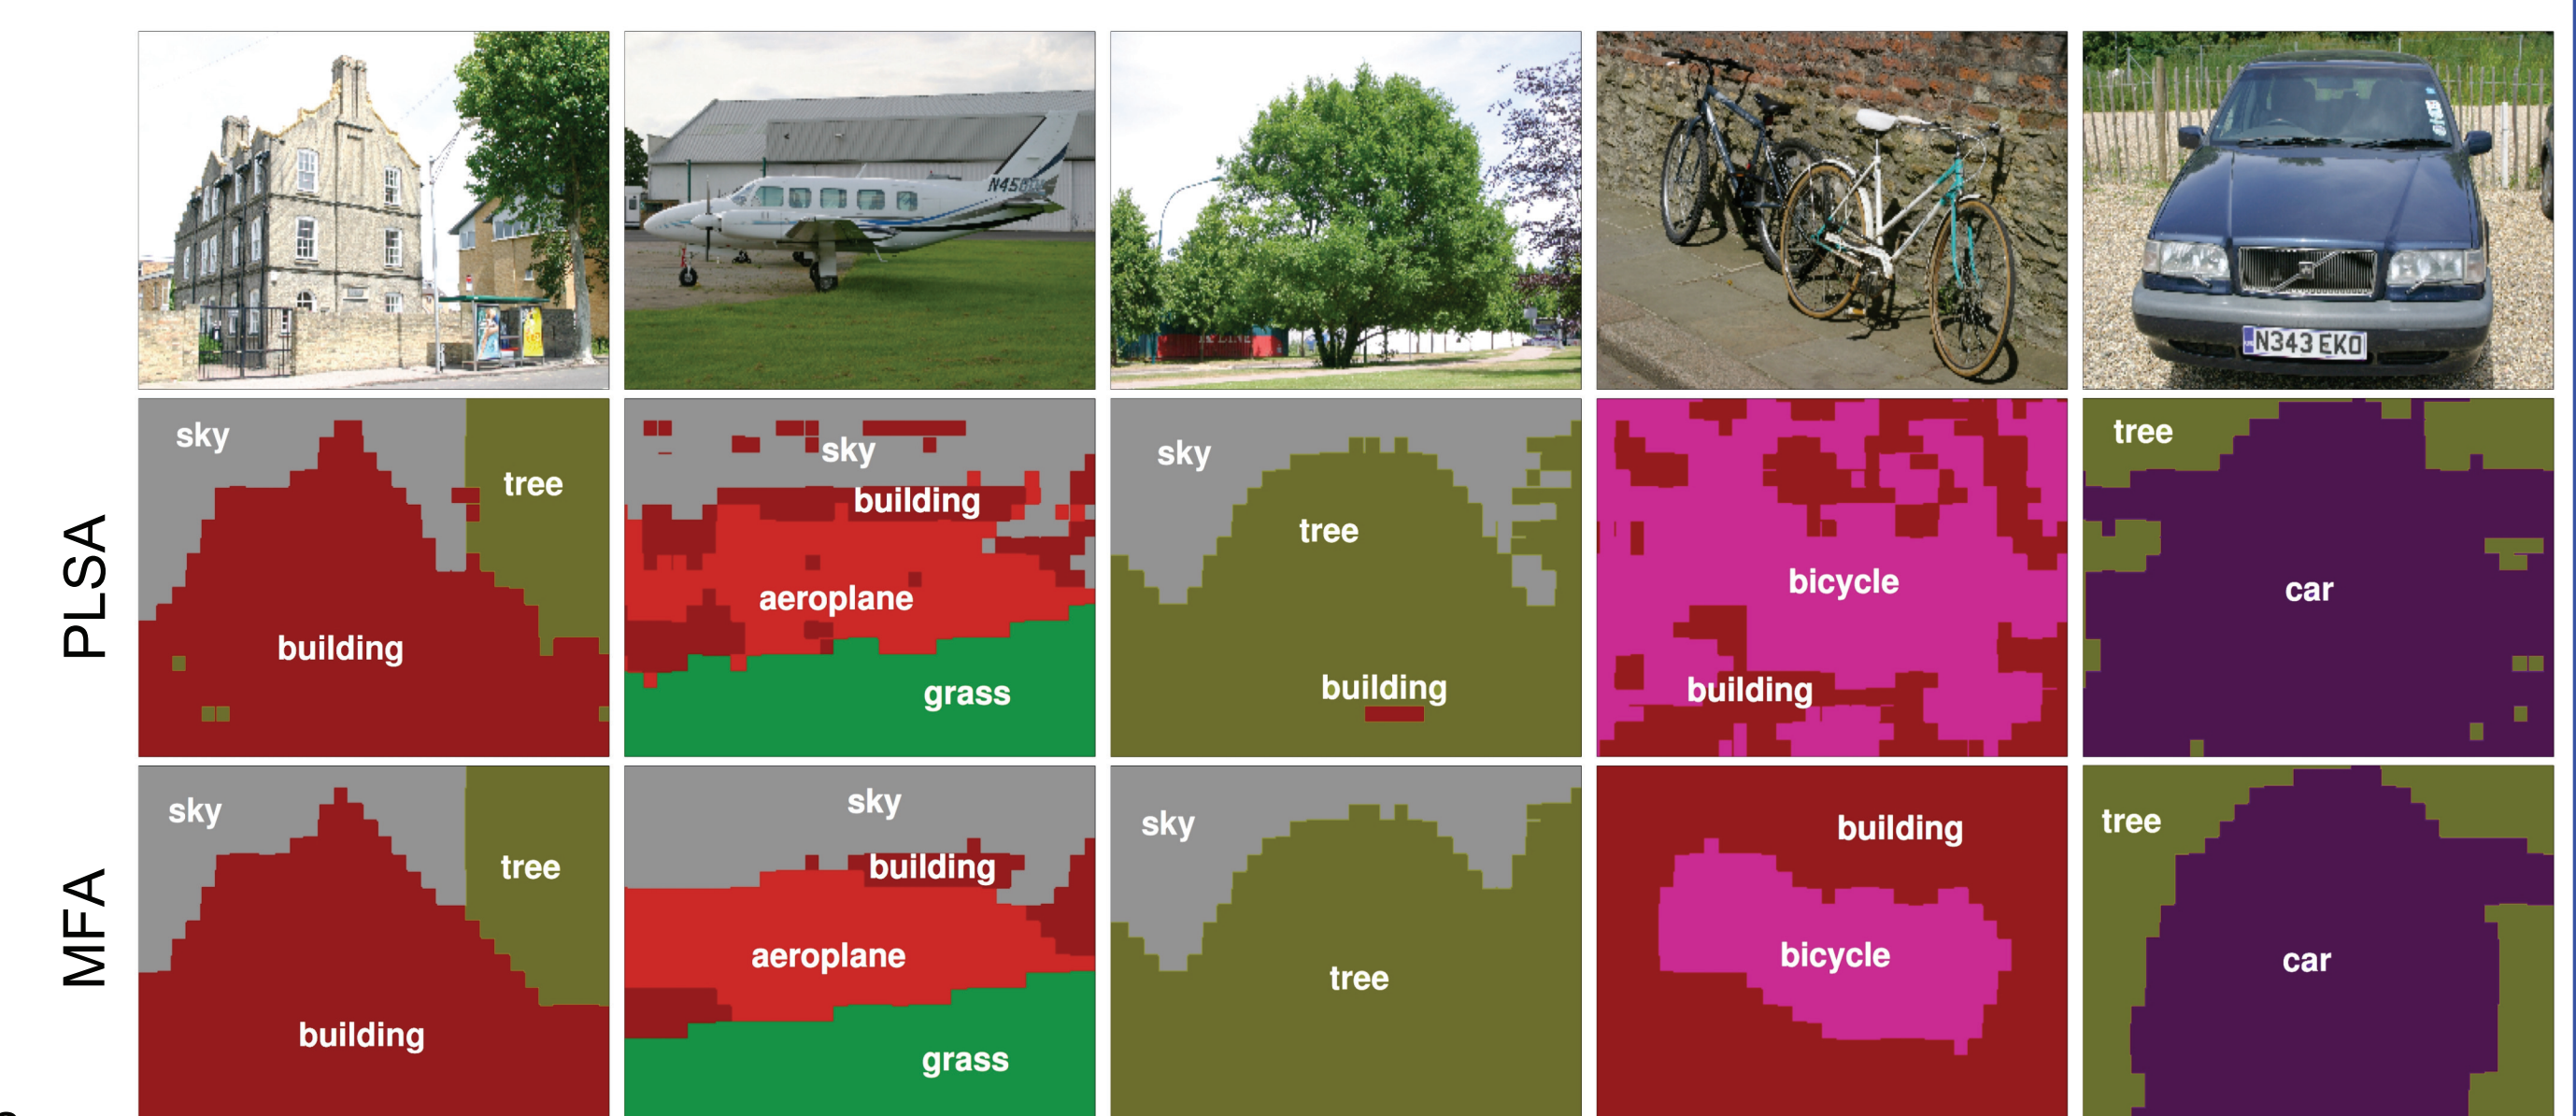 N343 EKO
PLSA
sky
tree
building
sky
building
aeroplane
grass
sky
tree
building
bicycle
building
tree
car
MFA
sky
tree
building
sky
building
aeroplane
grass
sky
tree
building
bicycle
tree
car